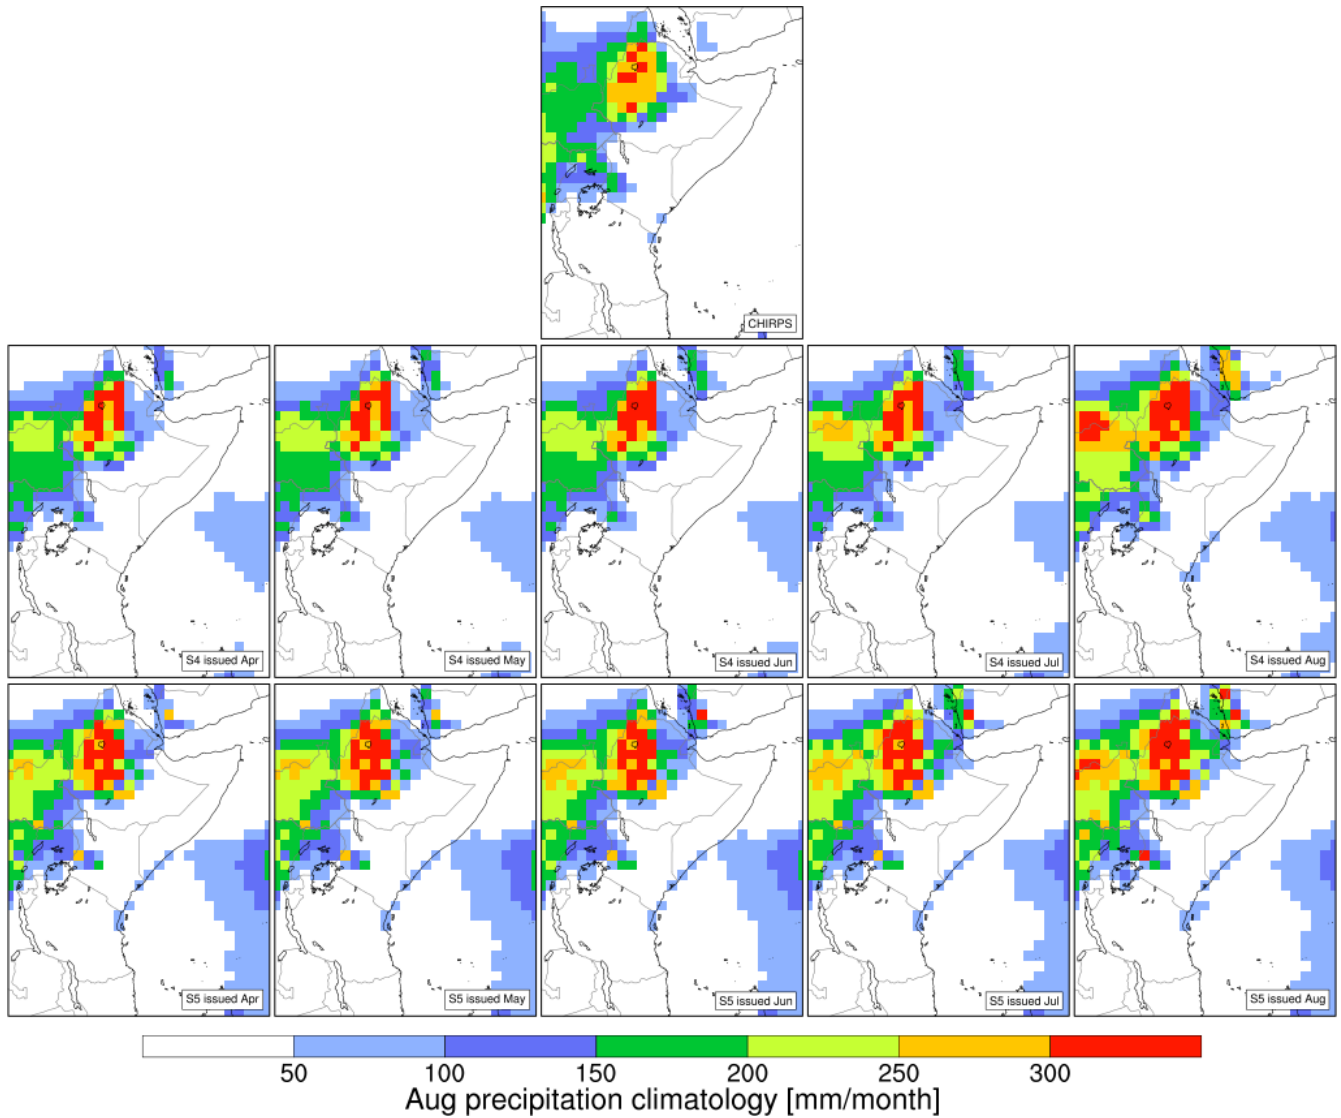 CHIRPS
S4 issued Apr
S4 issued May
S4 issued Jun
S4 issued Jul
S4 issued Aug
S5 issued Apr
S5 issued May
S5 issued Jun
S5 issued Jul
S5 issued Aug
50 100 150 200 250 300
Aug precipitation climatology [mm/month]